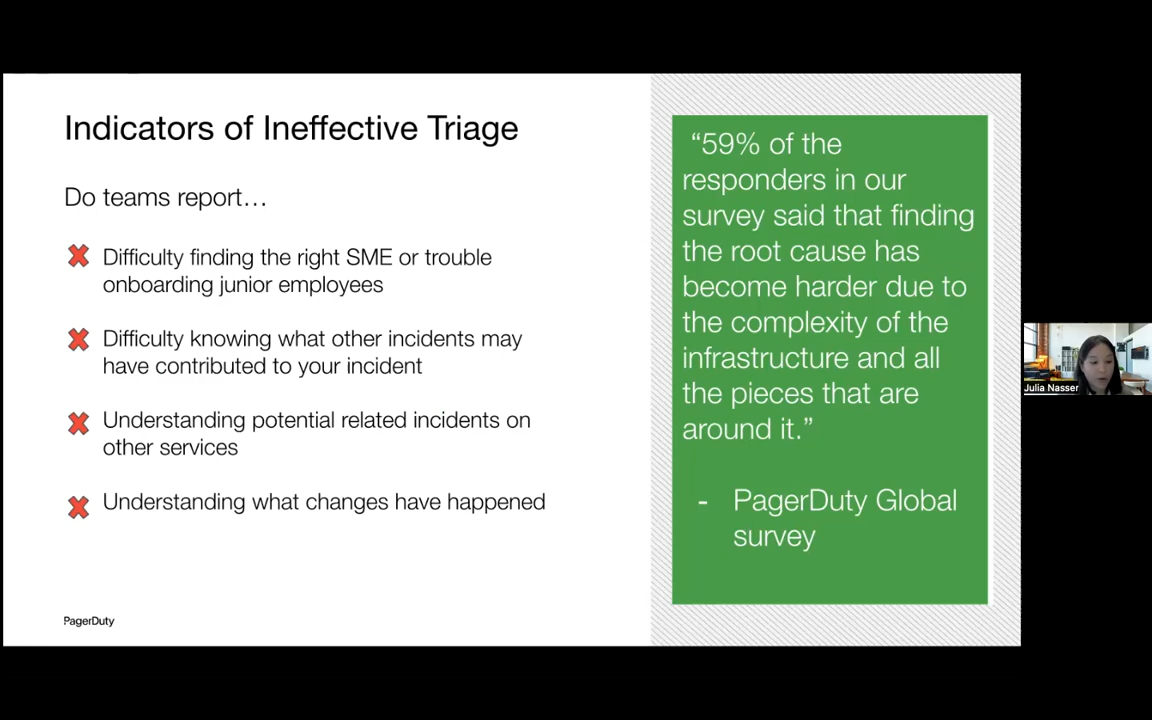 Indicators of Ineffective Triage
Do teams report…
Difficulty finding the right SME or trouble
onboarding junior employees
Difficulty knowing what other incidents may
have contributed to your incident
Understanding potential related incidents on
other services
Understanding what changes have happened
PagerDuty
“59% of the
responders in our
survey said that finding
the root cause has
become harder due to
the complexity of the
infrastructure and all
the pieces that are
around it.”
- PagerDuty Global
survey
Julia Nasser